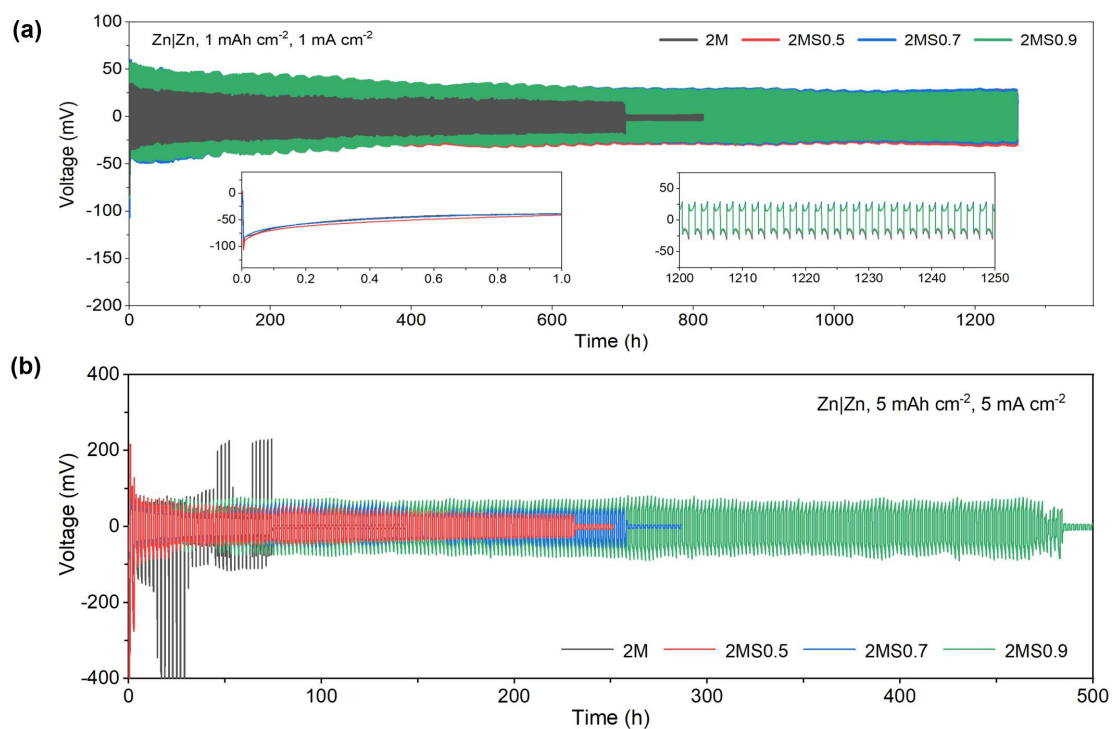 (a)
Zn|Zn, 1 mAh cm⁻², 1 mA cm⁻²
2M 2MS0.5 2MS0.7 2MS0.9
Voltage (mV)
100
50
0
-50
-100
-150
-200
0
-50
-100
0.0 0.2 0.4 0.6 0.8 1.0
75
50
25
0
-25
-50
1200 1210 1220 1230 1240 1250
0 200 400 600 800 1000 1200
Time (h)
(b)
Zn|Zn, 5 mAh cm⁻², 5 mA cm⁻²
Voltage (mV)
400
200
0
-200
-400
2M 2MS0.5 2MS0.7 2MS0.9
0 100 200 300 400 500
Time (h)